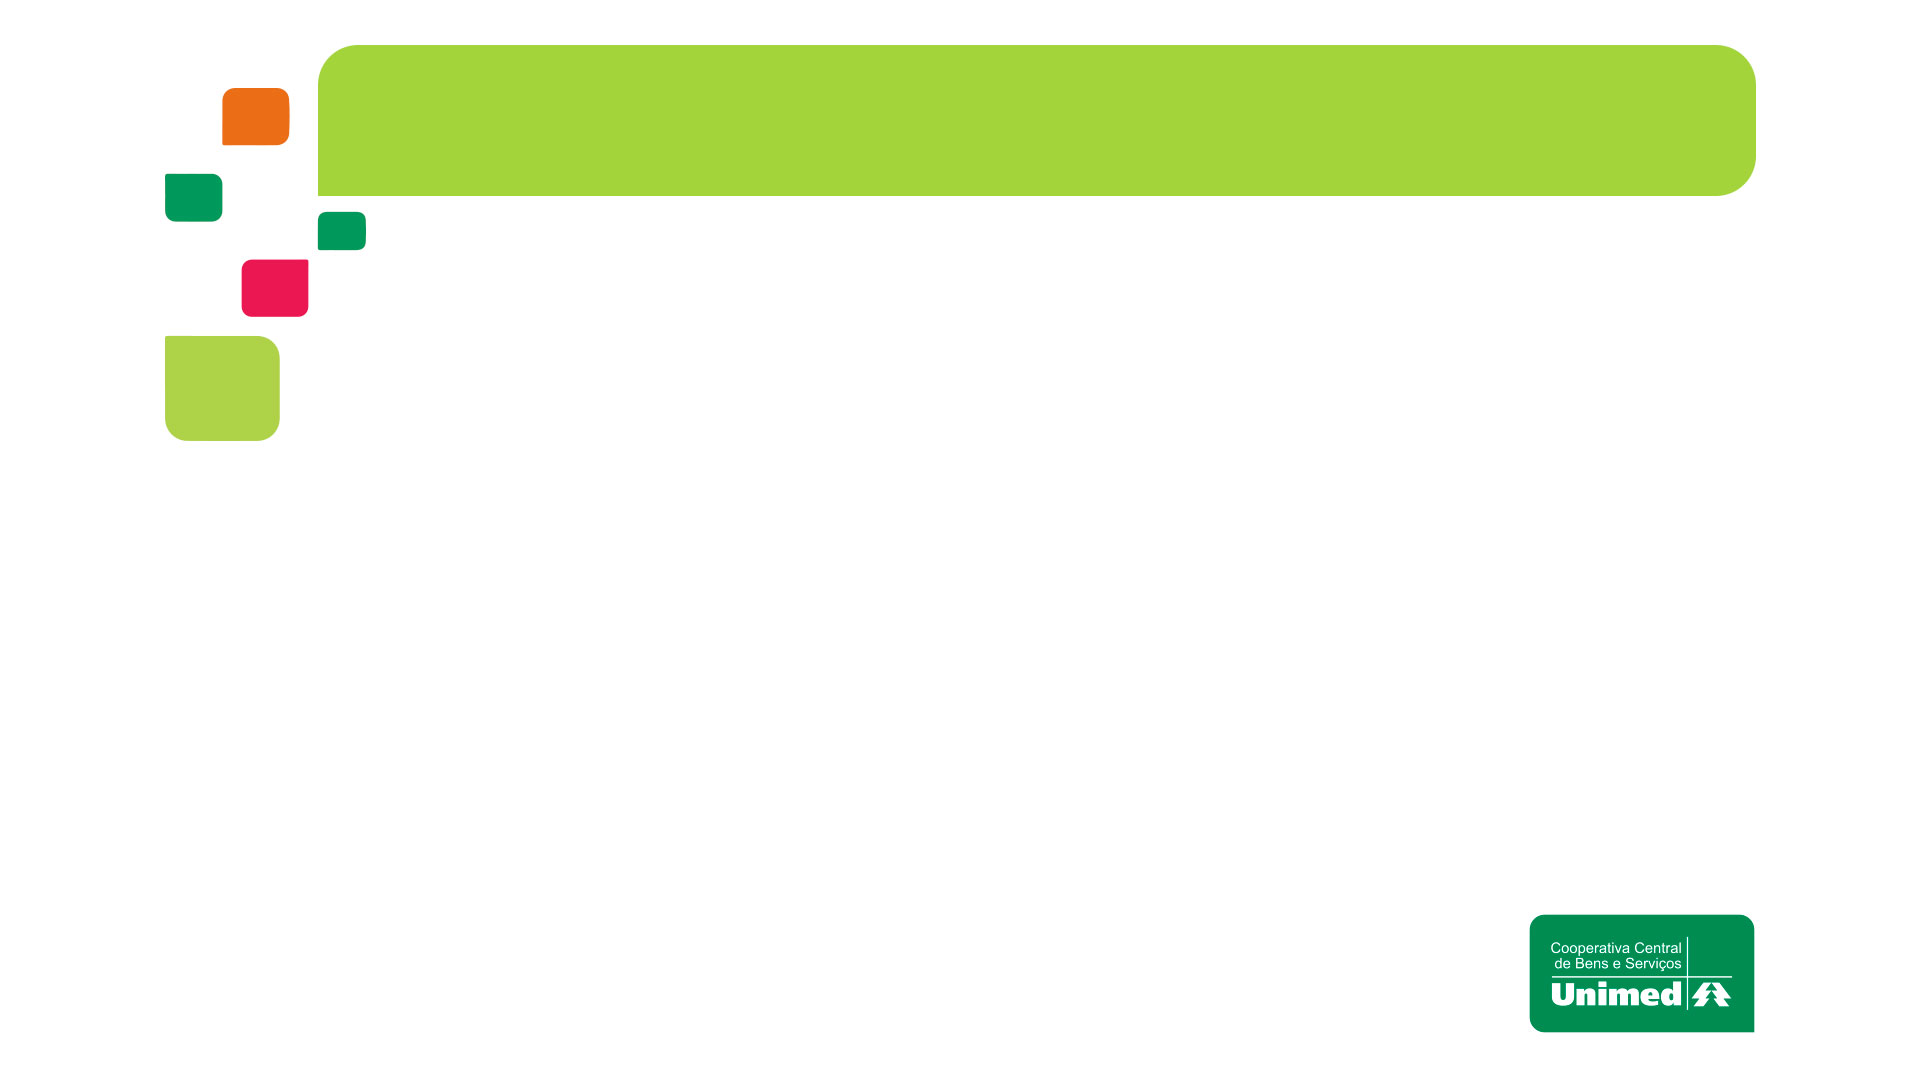 Cooperativa Central
de Bens e Serviços
Unimed